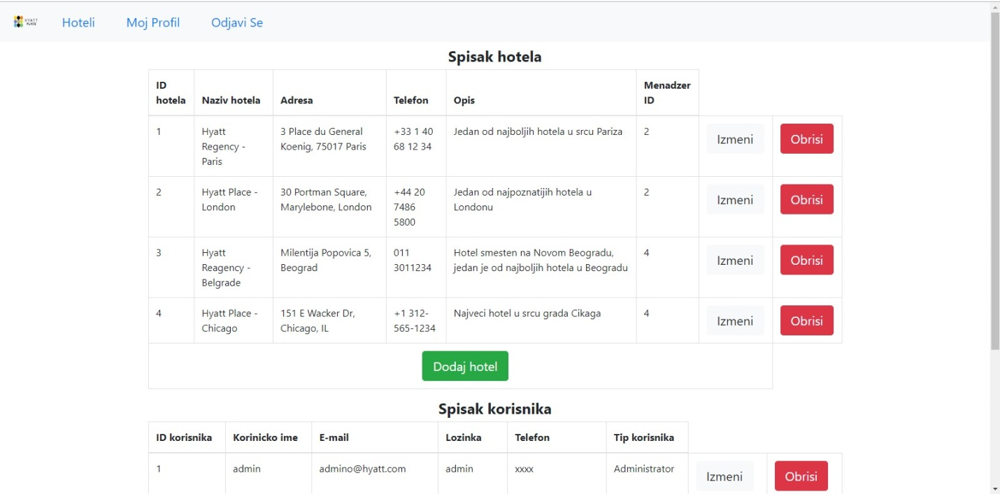 HYATT PLACE Hoteli Moj Profil Odjavi Se
Spisak hotela
ID hotela Naziv hotela Adresa Telefon Opis Menadzer ID
1 Hyatt Regency - Paris 3 Place du General Koenig, 75017 Paris +33 1 40 68 12 34 Jedan od najboljih hotela u srcu Pariza 2 Izmeni Obrisi
2 Hyatt Place - London 30 Portman Square, Marylebone, London +44 20 7486 5800 Jedan od najpoznatijih hotela u Londonu 2 Izmeni Obrisi
3 Hyatt Reagency - Belgrade Milentija Popovica 5, Beograd 011 3011234 Hotel smesten na Novom Beogradu, jedan je od najboljih hotela u Beogradu 4 Izmeni Obrisi
4 Hyatt Place - Chicago 151 E Wacker Dr, Chicago, IL +1 312-565-1234 Najveci hotel u srcu grada Cikaga 4 Izmeni Obrisi
Dodaj hotel
Spisak korisnika
ID korisnika Korinicko ime E-mail Lozinka Telefon Tip korisnika
1 admin admino@hyatt.com admin xxxx Administrator Izmeni Obrisi